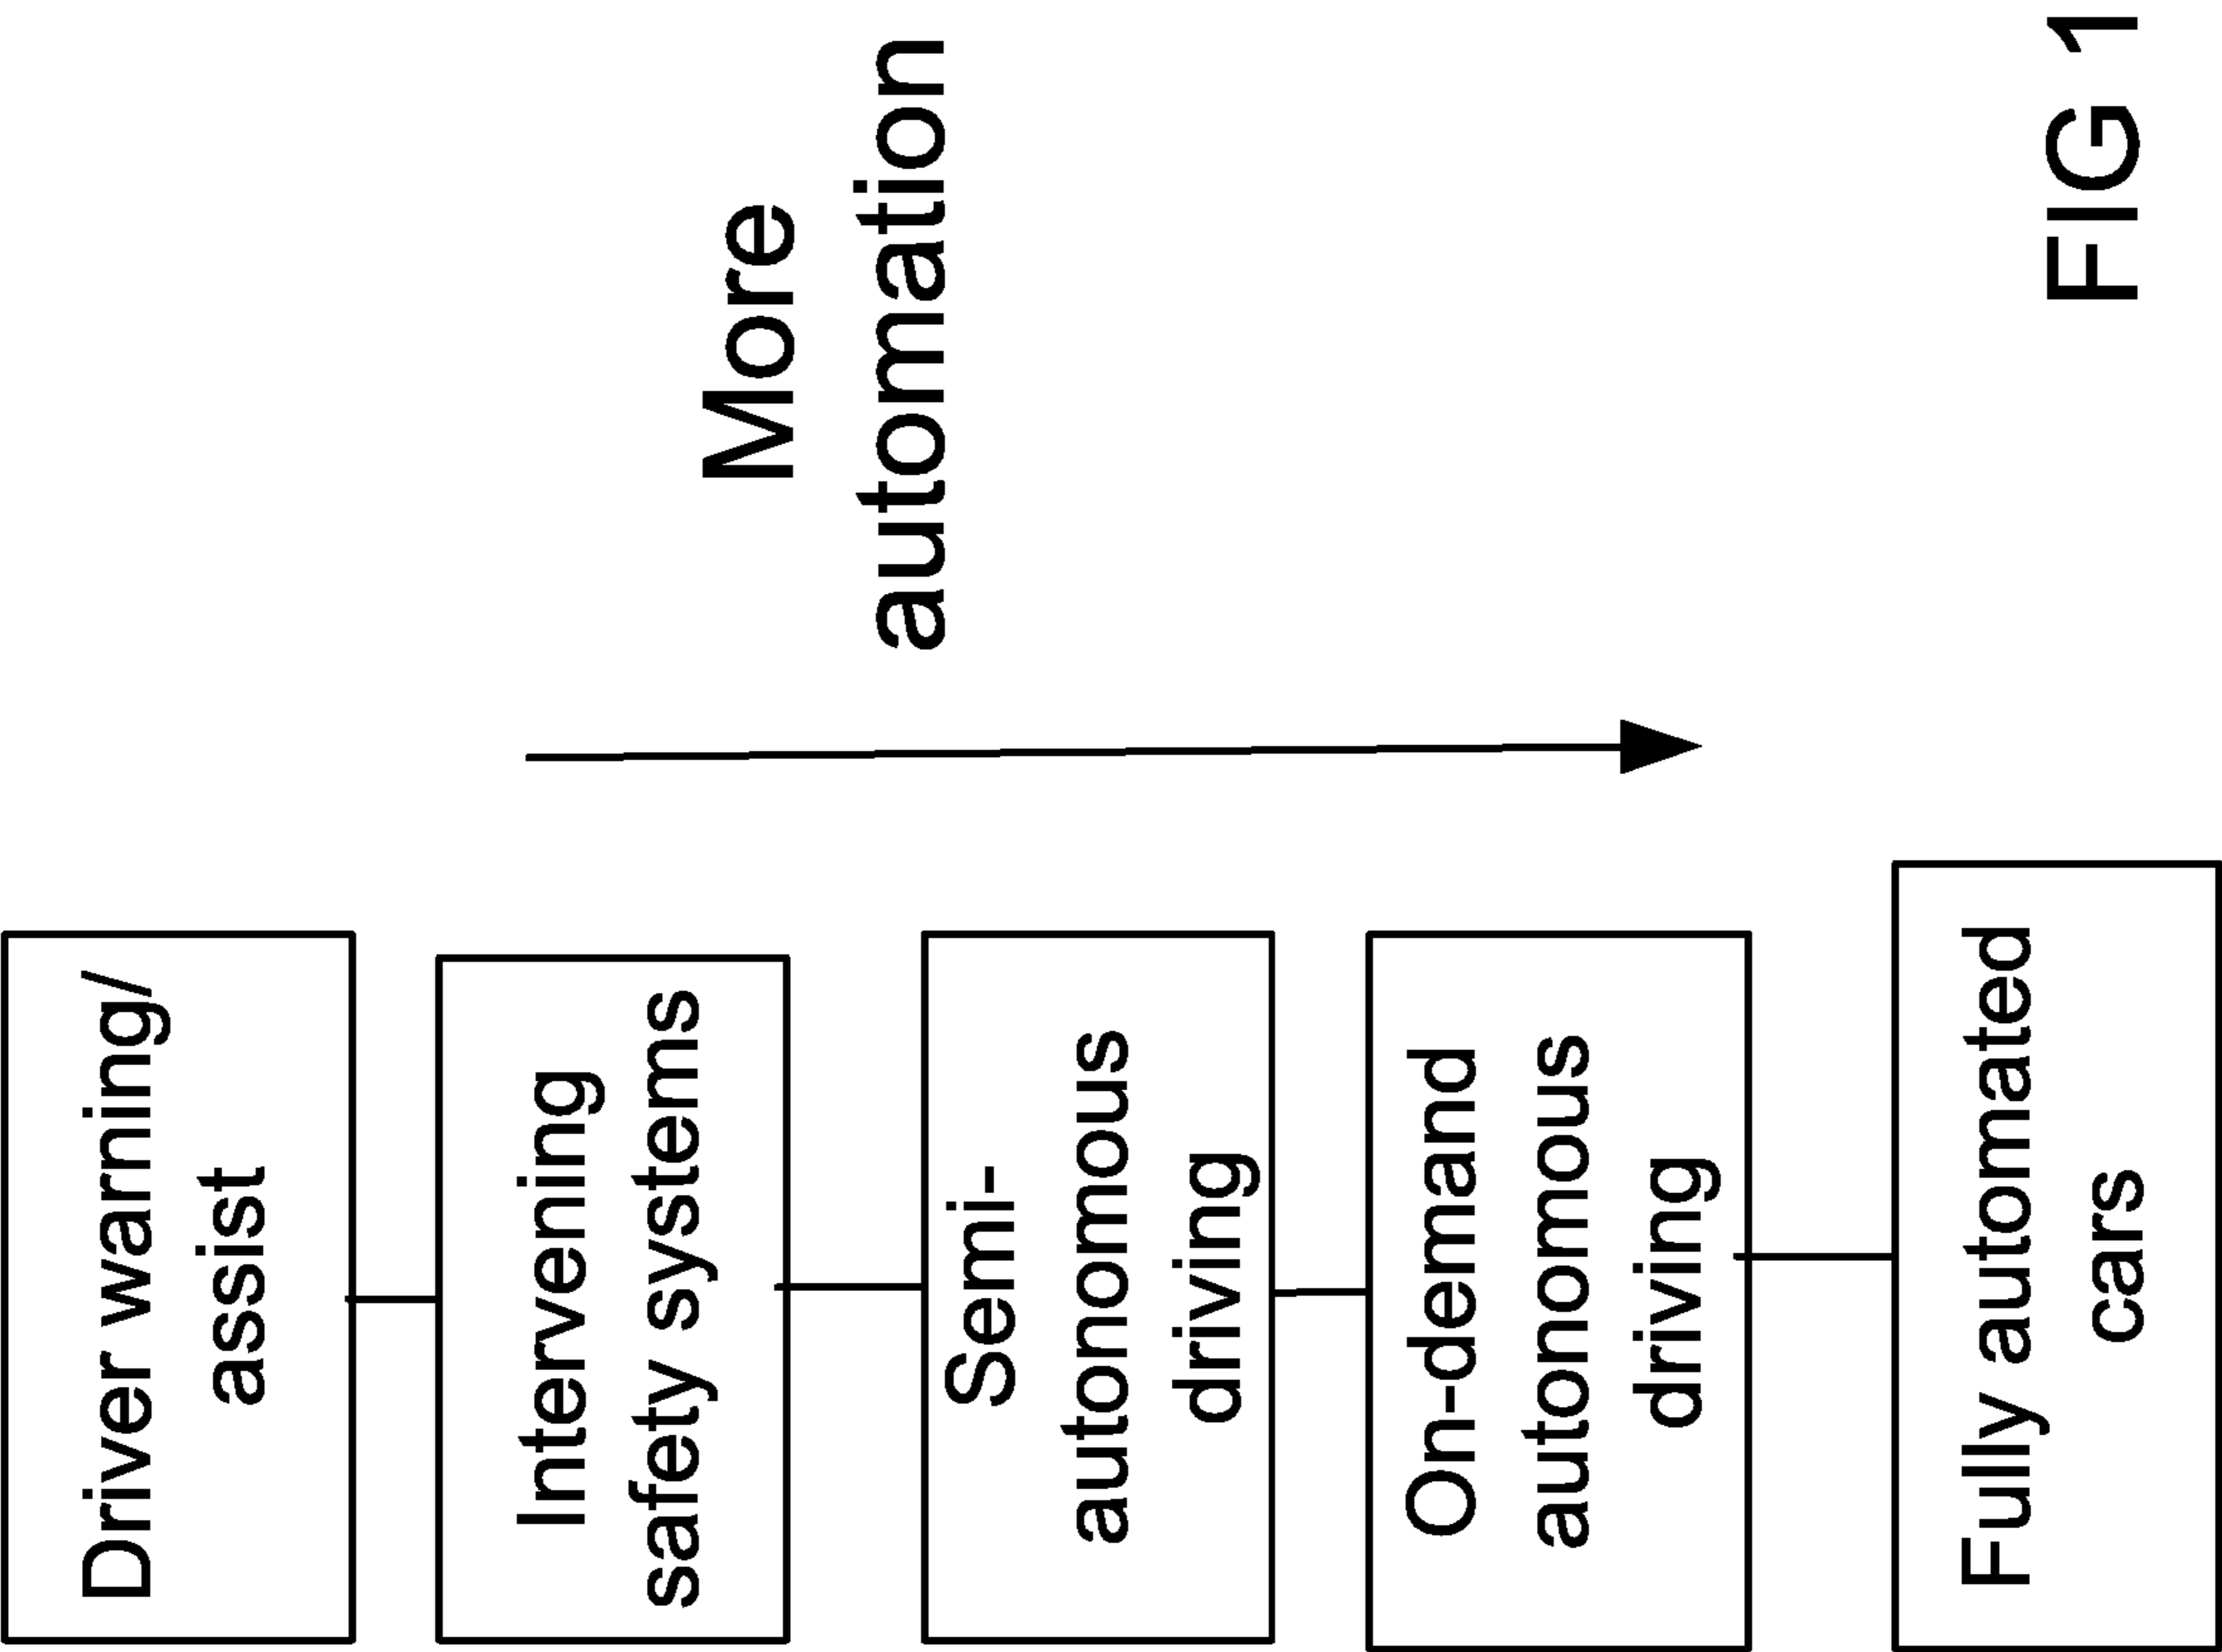 Driver warning/
assist
Intervening
safety systems
Semi-
autonomous
driving
On-demand
autonomous
driving
Fully automated
cars
More
automation
FIG 1